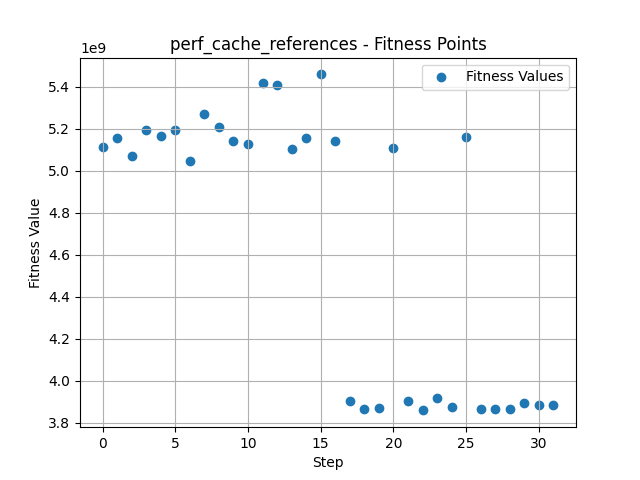 perf_cache_references - Fitness Points
1e9
Fitness Values
5.4
5.2
5.0
4.8
4.6
4.4
4.2
4.0
3.8
Fitness Value
0 5 10 15 20 25 30
Step